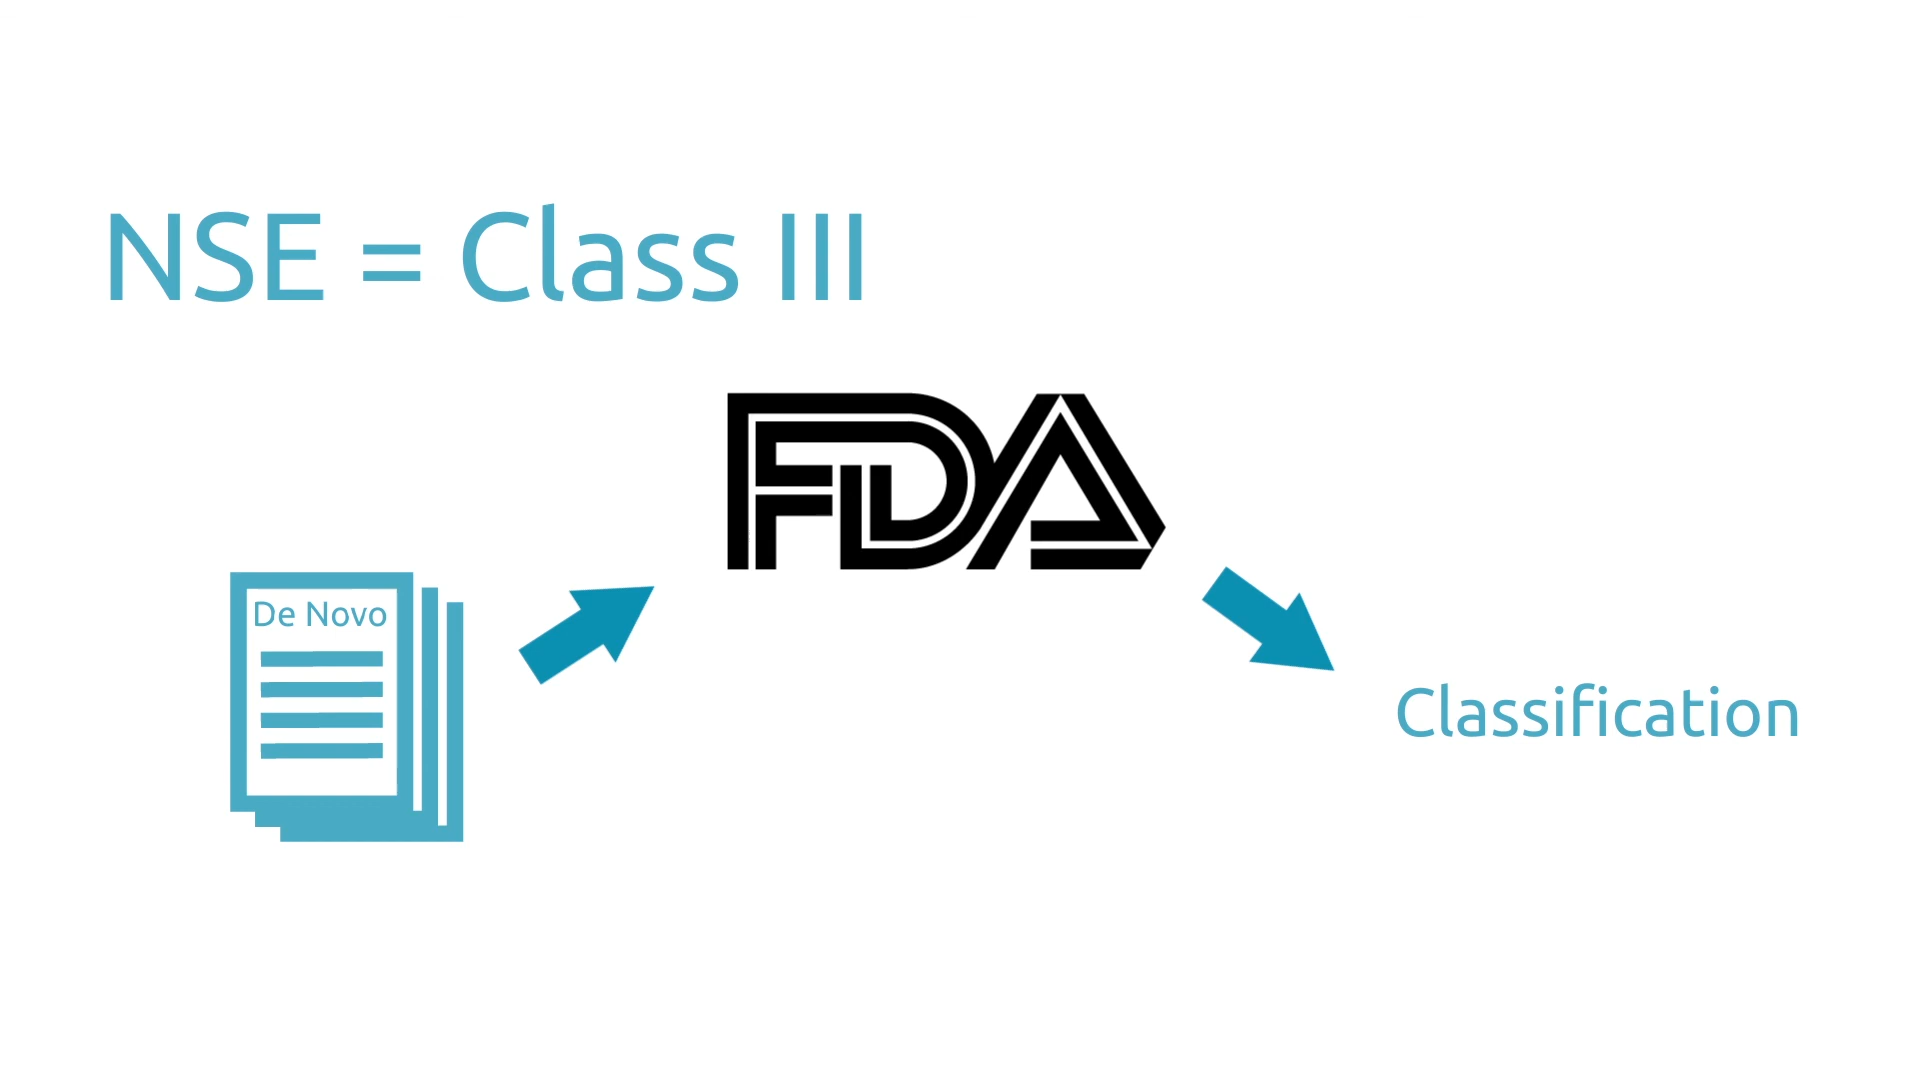 NSE = Class III
FDA
De Novo
Classification